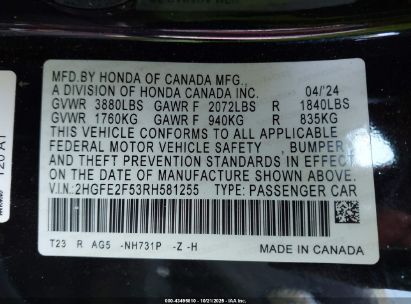 MFD.BY HONDA OF CANADA MFG.,
A DIVISION OF HONDA CANADA INC. 04/'24
GVWR 3880LBS GAWR F 2072LBS R 1840LBS
GVWR 1760KG GAWR F 940KG R 835KG
THIS VEHICLE CONFORMS TO ALL APPLICABLE
FEDERAL MOTOR VEHICLE SAFETY , BUMPER ,
AND THEFT PREVENTION STANDARDS IN EFFECT
ON THE DATE OF MANUFACTURE SHOWN ABOVE.
V.I.N: 2HGFE2F53RH581255 TYPE: PASSENGER CAR
T23 R AG5 -NH731P -Z -H
MADE IN CANADA